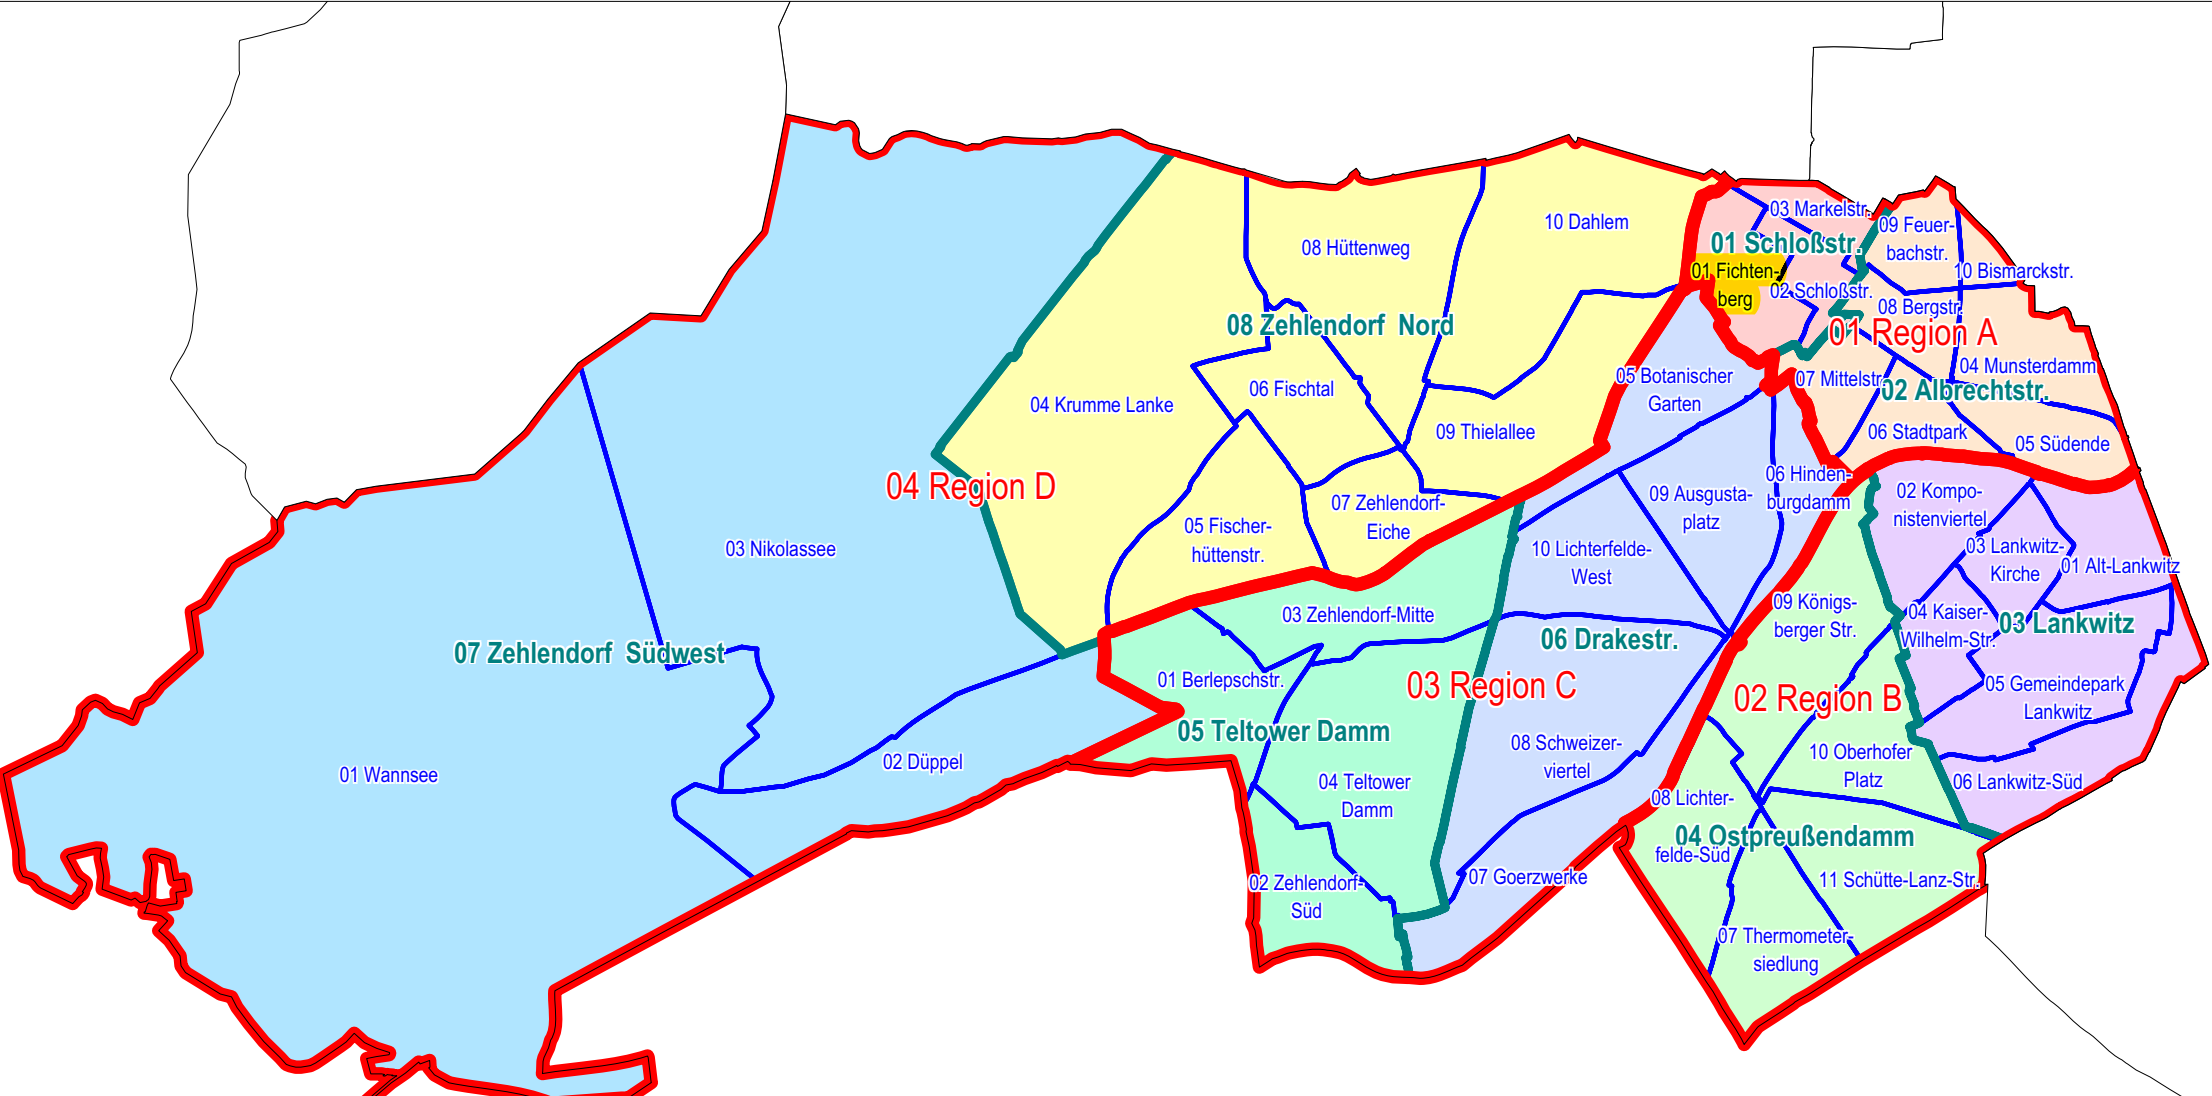 03 Markelstr.
10 Dahlem
09 Feuer-
bachstr.
01 Schloßstr.
08 Hüttenweg
01 Fichten-
berg
10 Bismarckstr.
02 Schloßstr.
08 Bergstr.
08 Zehlendorf Nord
01 Region A
04 Munsterdamm
05 Botanischer
Garten
07 Mittelstr.
02 Albrechtstr.
06 Fischtal
04 Krumme Lanke
09 Thielallee
06 Stadtpark
05 Südende
04 Region D
06 Hinden-
burgdamm
09 Ausgusta-
platz
02 Kompo-
nistenviertel
07 Zehlendorf-
Eiche
05 Fischer-
hüttenstr.
03 Nikolassee
10 Lichterfelde-
West
03 Lankwitz-
Kirche
01 Alt-Lankwitz
03 Zehlendorf-Mitte
09 Königs-
berger Str.
04 Kaiser-
Wilhelm-Str.
03 Lankwitz
07 Zehlendorf Südwest
06 Drakestr.
01 Berlepschstr.
03 Region C
02 Region B
05 Gemeindepark
Lankwitz
05 Teltower Damm
08 Schweizer-
viertel
10 Oberhofer
Platz
02 Düppel
01 Wannsee
04 Teltower
Damm
06 Lankwitz-Süd
08 Lichter-
felde-Süd
04 Ostpreußendamm
07 Goerzwerke
02 Zehlendorf-
Süd
11 Schütte-Lanz-Str.
07 Thermometer-
siedlung